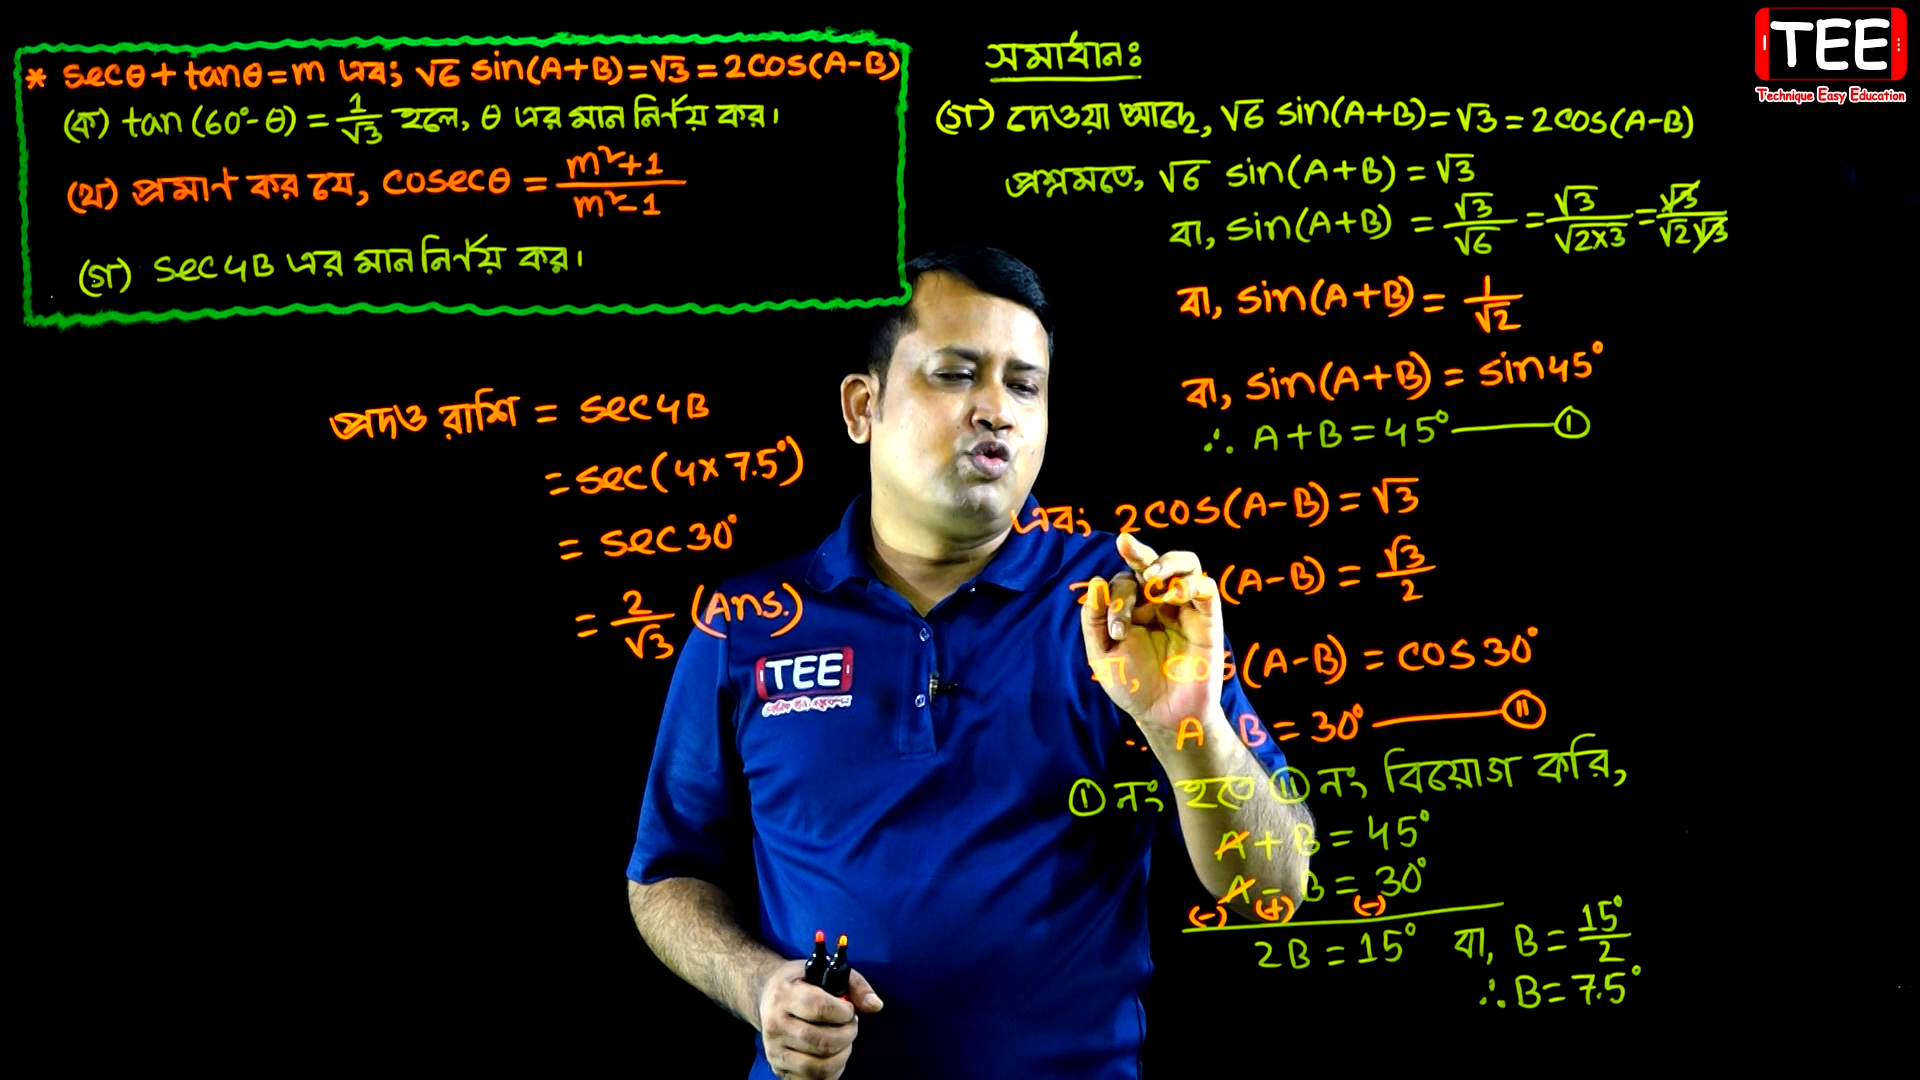 * secθ + tanθ = m এবং √6 sin(A+B) = √3 = 2cos(A-B)
(ক) tan(60°-θ) = 1/√3 হলে, θ এর মান নির্ণয় কর।
(খ) প্রমাণ কর যে, cosecθ = (m²+1)/(m²-1)
(গ) sec4B এর মান নির্ণয় কর।
প্রদত্ত রাশি = sec4B
= sec(4×7.5°)
= sec30°
= 2/√3 (Ans.)
TEE
TEE
Technique Easy Education
সমাধানঃ
(গ) দেওয়া আছে, √6 sin(A+B) = √3 = 2cos(A-B)
প্রশ্নমতে, √6 sin(A+B) = √3
বা, sin(A+B) = √3/√6 = √3/√(2×3) = √3/(√2√3)
বা, sin(A+B) = 1/√2
বা, sin(A+B) = sin45°
∴ A+B = 45° —— (i)
এবং 2cos(A-B) = √3
বা, cos(A-B) = √3/2
বা, cos(A-B) = cos30°
∴ A B = 30° —— (ii)
(i) নং হতে (ii) নং বিয়োগ করি,
A + B = 45°
A - B = 30°
(-) (+) (-)
2B = 15° বা, B = 15°/2
∴ B = 7.5°